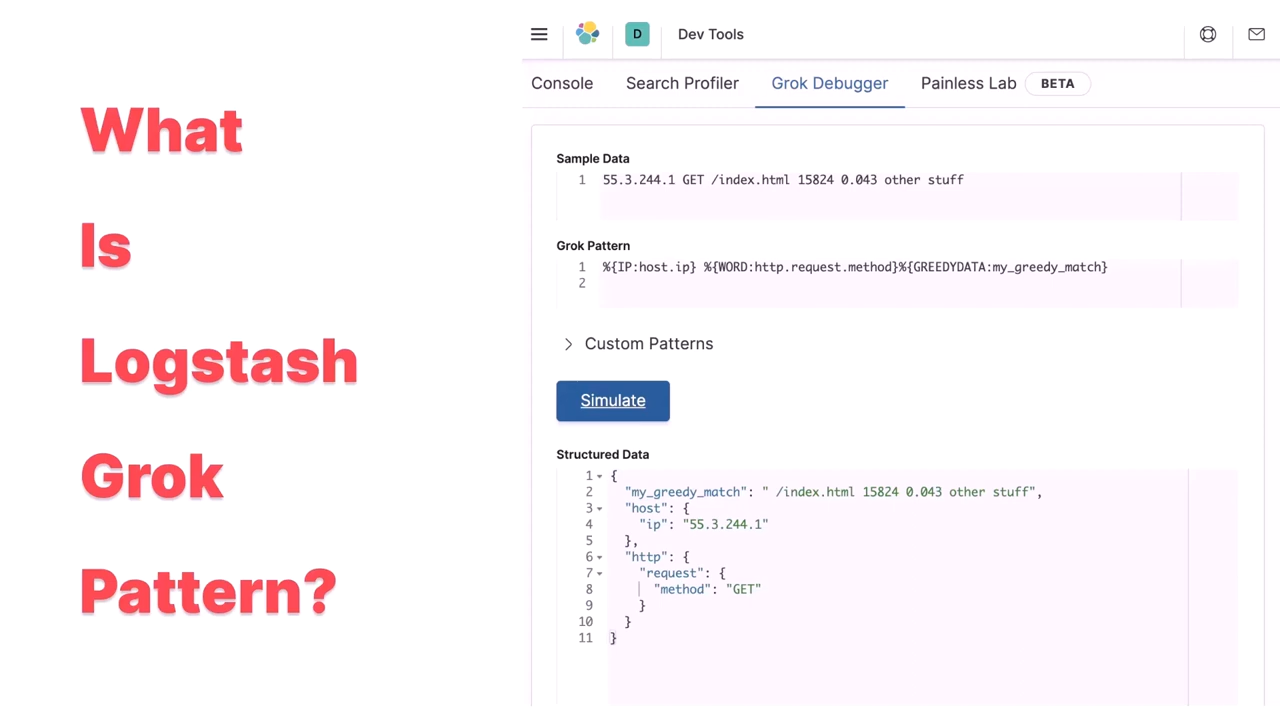 What
Is
Logstash
Grok
Pattern?
D Dev Tools
Console Search Profiler Grok Debugger Painless Lab BETA
Sample Data
1 55.3.244.1 GET /index.html 15824 0.043 other stuff
Grok Pattern
1 %{IP:host.ip} %{WORD:http.request.method}%{GREEDYDATA:my_greedy_match}
2
Custom Patterns
Simulate
Structured Data
1 {
2 "my_greedy_match": " /index.html 15824 0.043 other stuff",
3 "host": {
4 "ip": "55.3.244.1"
5 },
6 "http": {
7 "request": {
8 "method": "GET"
9 }
10 }
11 }